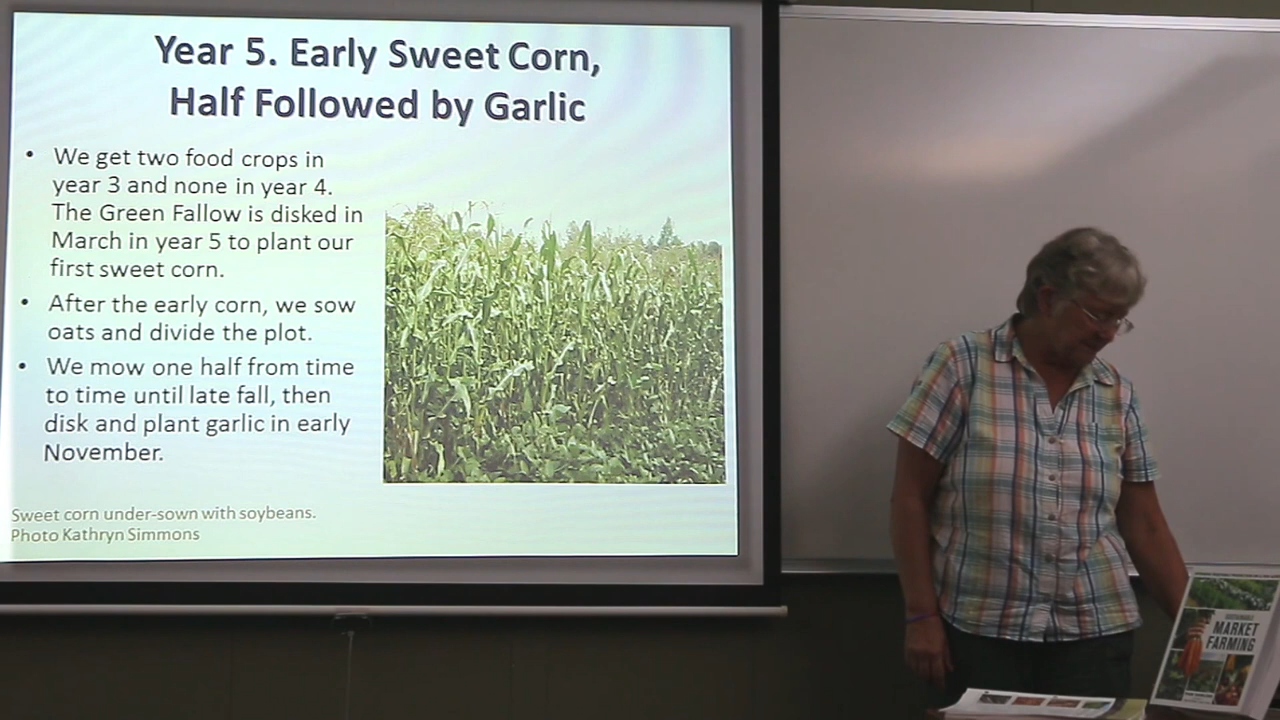 Year 5. Early Sweet Corn,
Half Followed by Garlic
• We get two food crops in
year 3 and none in year 4.
The Green Fallow is disked in
March in year 5 to plant our
first sweet corn.
• After the early corn, we sow
oats and divide the plot.
• We mow one half from time
to time until late fall, then
disk and plant garlic in early
November.
Sweet corn under-sown with soybeans.
Photo Kathryn Simmons
SUSTAINABLE
MARKET
FARMING